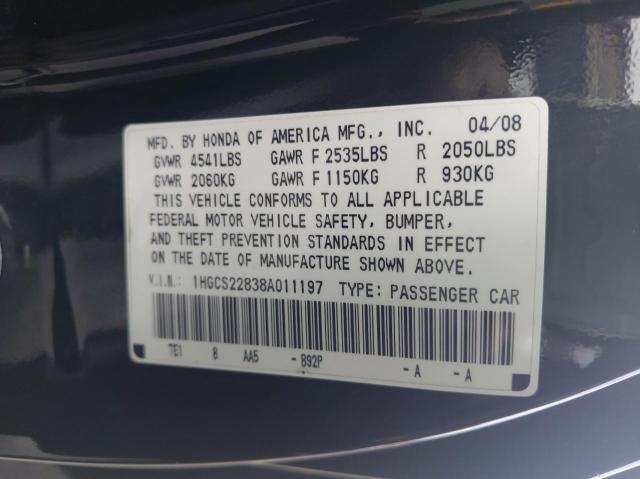 MFD. BY HONDA OF AMERICA MFG., INC. 04/08
GVWR 4541LBS GAWR F 2535LBS R 2050LBS
GVWR 2060KG GAWR F 1150KG R 930KG
THIS VEHICLE CONFORMS TO ALL APPLICABLE
FEDERAL MOTOR VEHICLE SAFETY, BUMPER,
AND THEFT PREVENTION STANDARDS IN EFFECT
ON THE DATE OF MANUFACTURE SHOWN ABOVE.
V.I.N.: 1HGCS22838A011197 TYPE: PASSENGER CAR
TE1 8 AA5 - B92P - A - A